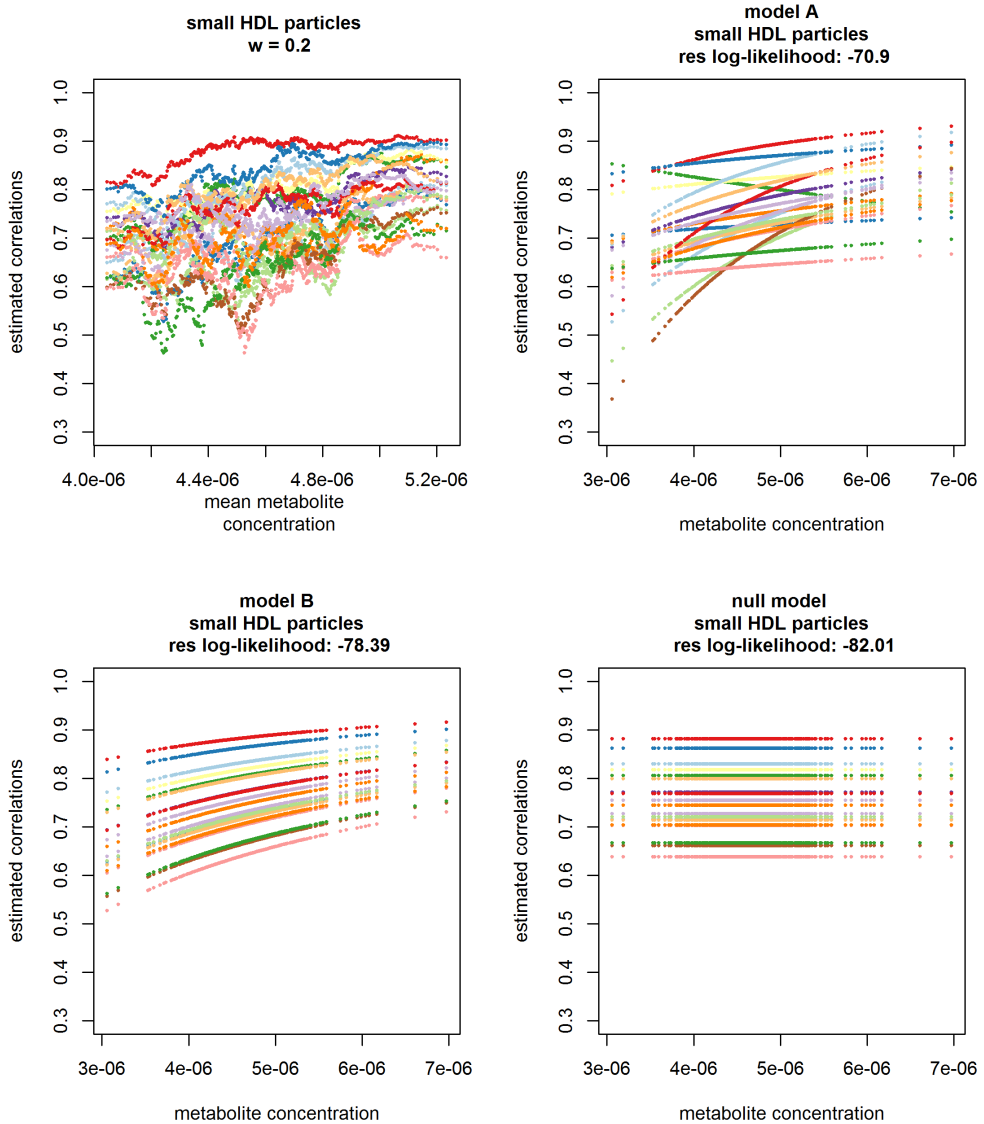 small HDL particles
w = 0.2
estimated correlations
1.0
0.9
0.8
0.7
0.6
0.5
0.4
0.3
4.0e-06 4.4e-06 4.8e-06 5.2e-06
mean metabolite
concentration
model A
small HDL particles
res log-likelihood: -70.9
estimated correlations
1.0
0.9
0.8
0.7
0.6
0.5
0.4
0.3
3e-06 4e-06 5e-06 6e-06 7e-06
metabolite concentration
model B
small HDL particles
res log-likelihood: -78.39
estimated correlations
1.0
0.9
0.8
0.7
0.6
0.5
0.4
0.3
3e-06 4e-06 5e-06 6e-06 7e-06
metabolite concentration
null model
small HDL particles
res log-likelihood: -82.01
estimated correlations
1.0
0.9
0.8
0.7
0.6
0.5
0.4
0.3
3e-06 4e-06 5e-06 6e-06 7e-06
metabolite concentration